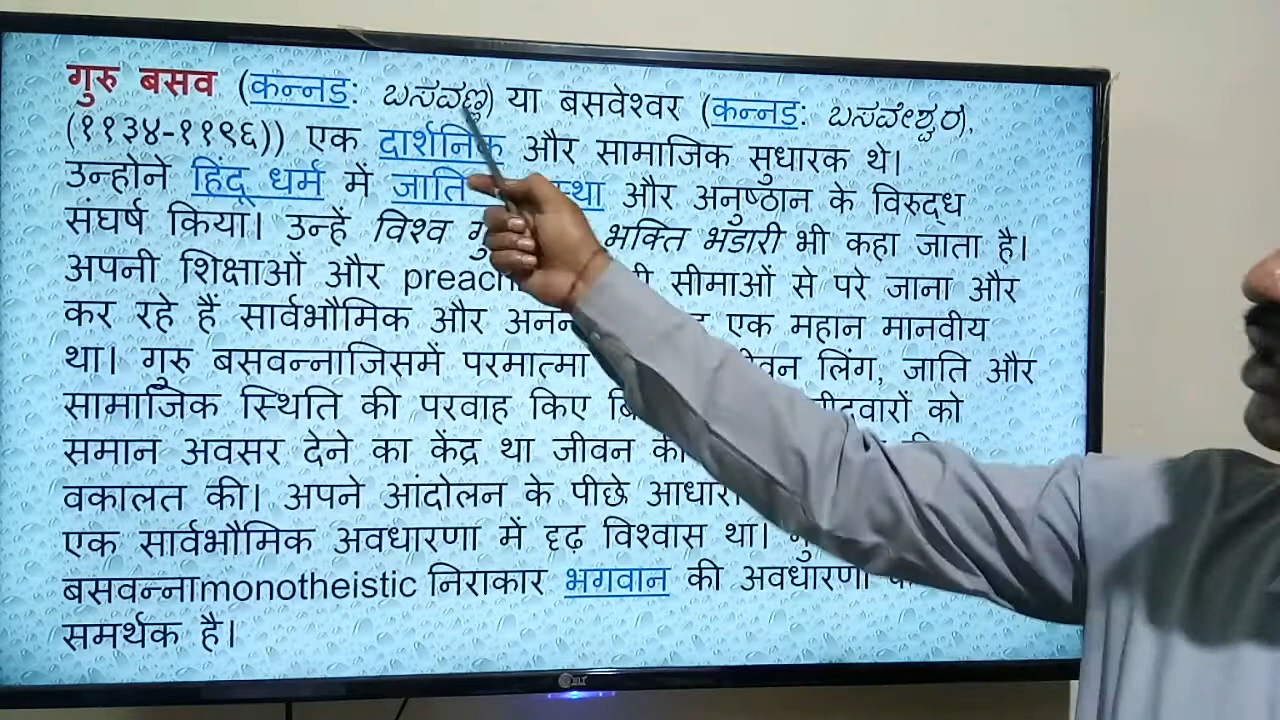 गुरु बसव (कन्नड: ಬಸವಣ್ಣ) या बसवेश्वर (कन्नड: ಬಸವೇಶ್ವರ),
(११३४-११९६)) एक दार्शनिक और सामाजिक सुधारक थे।
उन्होने हिंदू धर्म में जाति और अनुष्ठान के विरुद्ध
संघर्ष किया। उन्हें विश्व भक्ति भंडारी भी कहा जाता है।
अपनी शिक्षाओं और सीमाओं से परे जाना और
कर रहे हैं सार्वभौमिक और एक महान मानवीय
था। गुरु बसवन्नाजिसमें परमात्मा लिंग, जाति और
सामाजिक स्थिति की परवाह किए को
समान अवसर देने का केंद्र था जीवन
वकालत की। अपने आंदोलन के पीछे
एक सार्वभौमिक अवधारणा में दृढ़ विश्वास था।
बसवन्नाmonotheistic निराकार भगवान की अवधारणा
समर्थक है।